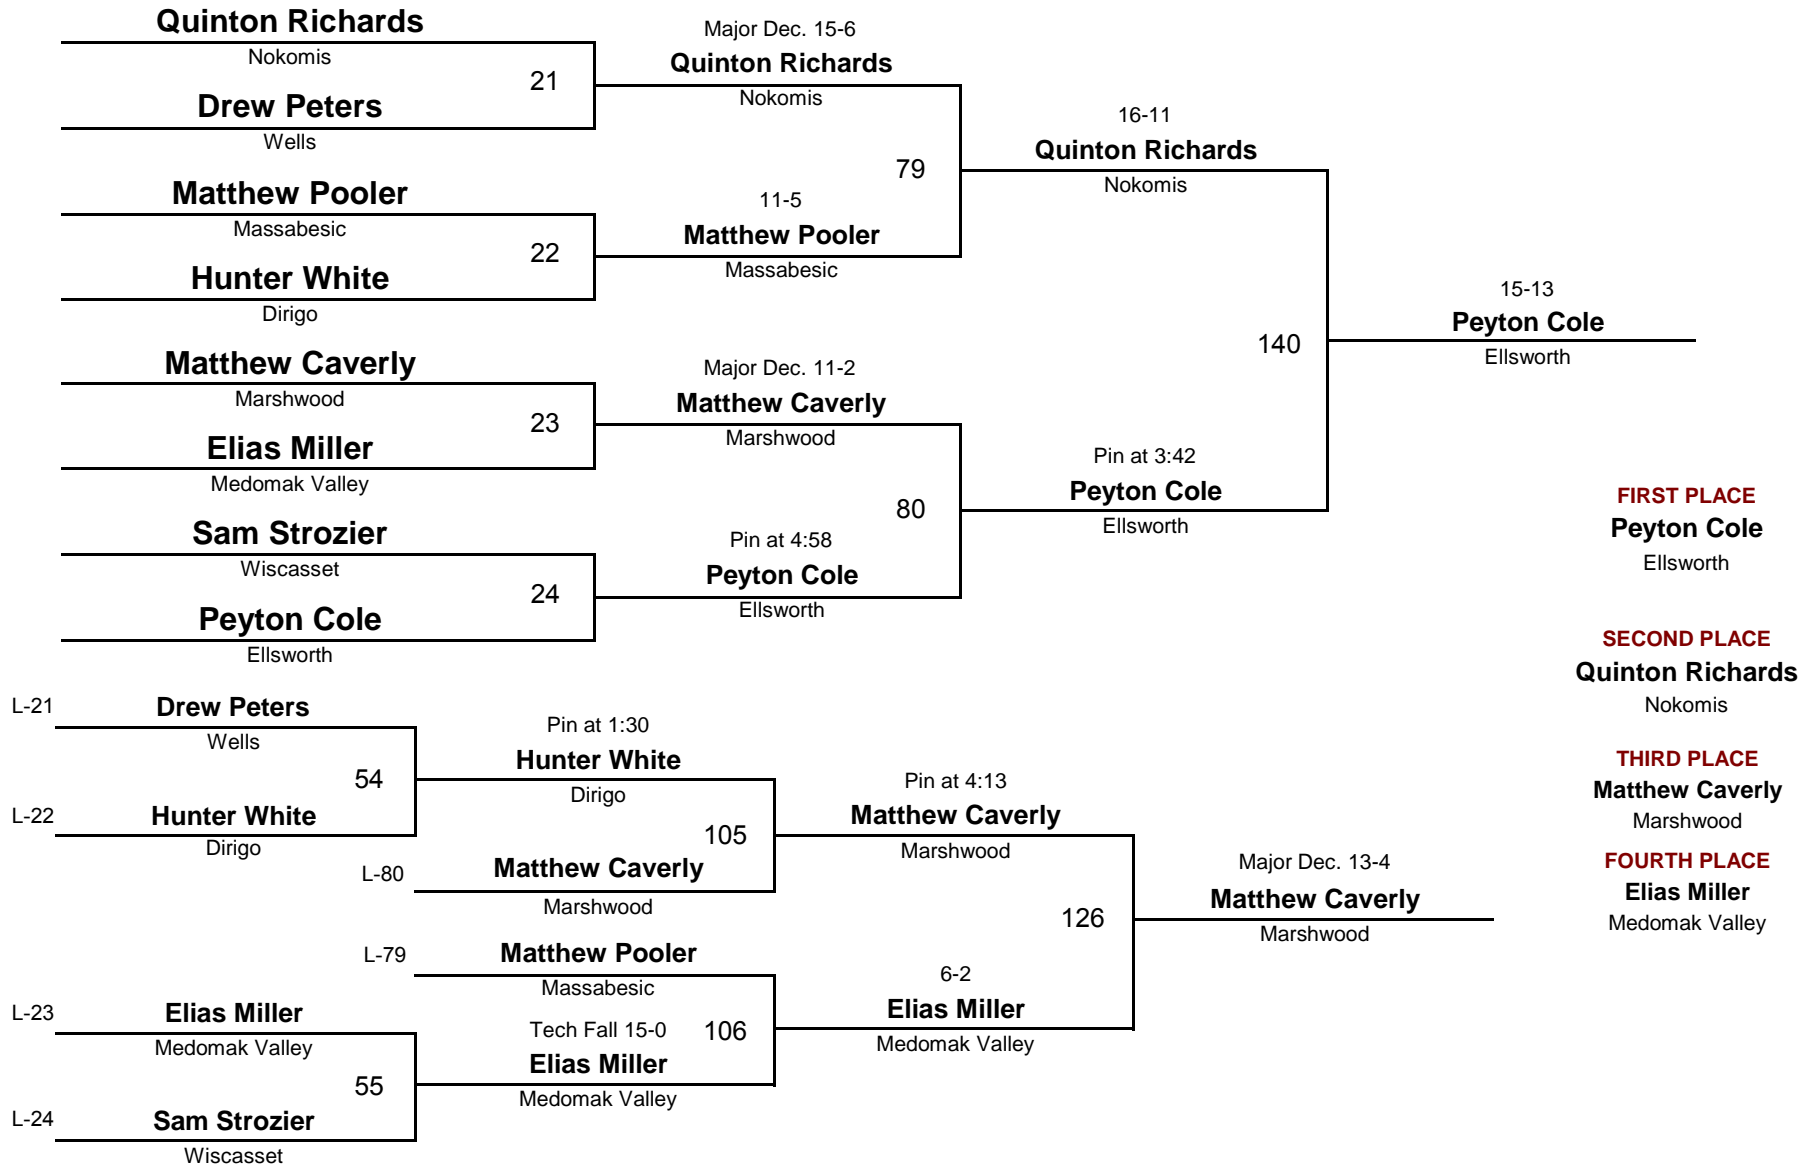 Quinton Richards
Nokomis
21
Drew Peters
Wells
Major Dec. 15-6
Quinton Richards
Nokomis
79
Matthew Pooler
Massabesic
22
Hunter White
Dirigo
11-5
Matthew Pooler
Massabesic
16-11
Quinton Richards
Nokomis
140
Matthew Caverly
Marshwood
23
Elias Miller
Medomak Valley
Major Dec. 11-2
Matthew Caverly
Marshwood
80
Sam Strozier
Wiscasset
24
Peyton Cole
Ellsworth
Pin at 4:58
Peyton Cole
Ellsworth
Pin at 3:42
Peyton Cole
Ellsworth
15-13
Peyton Cole
Ellsworth
FIRST PLACE
Peyton Cole
Ellsworth
SECOND PLACE
Quinton Richards
Nokomis
THIRD PLACE
Matthew Caverly
Marshwood
FOURTH PLACE
Elias Miller
Medomak Valley
L-21
Drew Peters
Wells
54
L-22
Hunter White
Dirigo
Pin at 1:30
Hunter White
Dirigo
105
L-80
Matthew Caverly
Marshwood
Pin at 4:13
Matthew Caverly
Marshwood
126
L-79
Matthew Pooler
Massabesic
106
L-23
Elias Miller
Medomak Valley
55
L-24
Sam Strozier
Wiscasset
Tech Fall 15-0
Elias Miller
Medomak Valley
6-2
Elias Miller
Medomak Valley
Major Dec. 13-4
Matthew Caverly
Marshwood